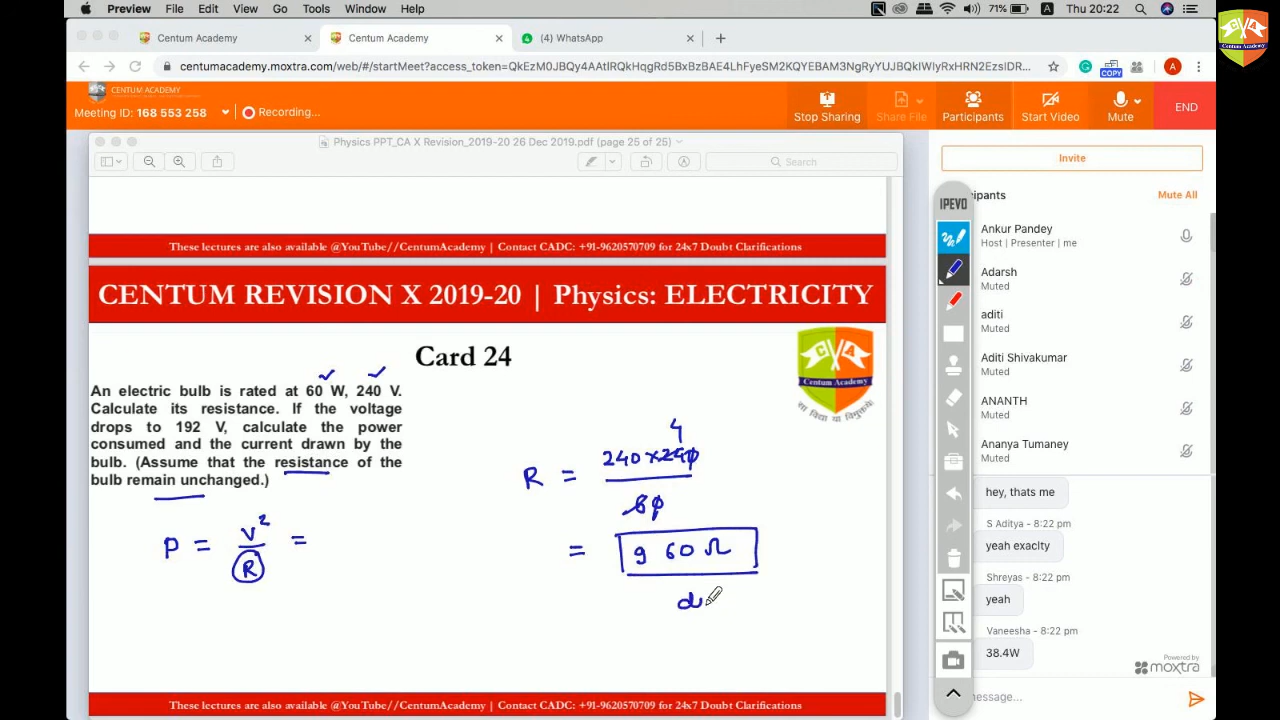 Preview File Edit View Go Tools Window Help 71% A Thu 20:22
Centum Academy × Centum Academy × (4) WhatsApp × +
centumacademy.moxtra.com/web/#/startMeet?access_token=QkEzM0JBQy4AAtIRQkHqgRd5BxBzBAE4LhFyeSM2KQYEBAM3NgRyYUJBQkIWIyRxHRN2EzsIDR... COPY A
CENTUM ACADEMY
Meeting ID: 168 553 258 Recording...
Stop Sharing Share File Participants Start Video Mute END
Physics PPT_CA X Revision_2019-20 26 Dec 2019.pdf (page 25 of 25)
Search
Invite
These lectures are also available @YouTube//CentumAcademy | Contact CADC: +91-9620570709 for 24x7 Doubt Clarifications
CENTUM REVISION X 2019-20 | Physics: ELECTRICITY
Card 24
CA
सा विद्या या विमुक्तये
An electric bulb is rated at 60 W, 240 V.
Calculate its resistance. If the voltage
drops to 192 V, calculate the power
consumed and the current drawn by the
bulb. (Assume that the resistance of the
bulb remain unchanged.)
P = V²/R =
4
R = 240×240
60
= 960 Ω
These lectures are also available @YouTube//CentumAcademy | Contact CADC: +91-9620570709 for 24x7 Doubt Clarifications
IPEVO
cipants Mute All
Ankur Pandey
Host | Presenter | me
Adarsh
Muted
aditi
Muted
Aditi Shivakumar
Muted
ANANTH
Muted
Ananya Tumaney
Muted
hey, thats me
S Aditya - 8:22 pm
yeah exaclty
Shreyas - 8:22 pm
yeah
Vaneesha - 8:22 pm
38.4W
Powered by
moxtra
message...